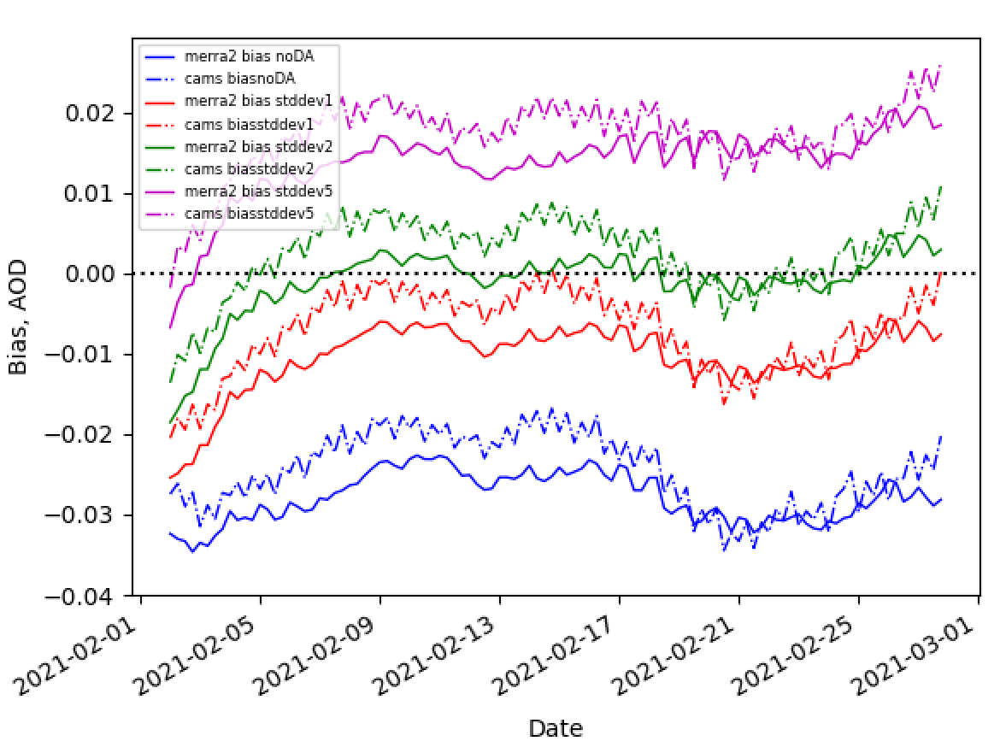 merra2 bias noDA
cams biasnoDA
merra2 bias stddev1
cams biasstddev1
merra2 bias stddev2
cams biasstddev2
merra2 bias stddev5
cams biasstddev5
0.02
0.01
0.00
−0.01
−0.02
−0.03
−0.04
Bias, AOD
2021-02-01
2021-02-05
2021-02-09
2021-02-13
2021-02-17
2021-02-21
2021-02-25
2021-03-01
Date